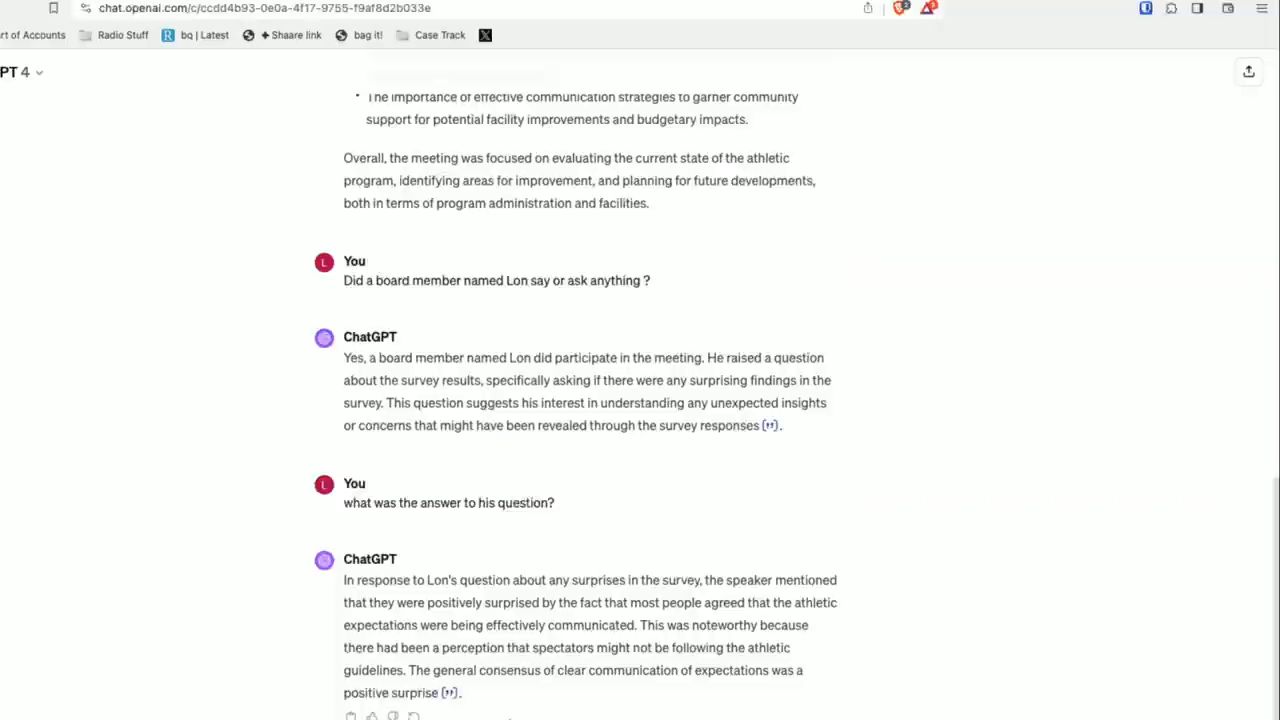 chat.openai.com/c/ccdd4b93-0e0a-4f17-9755-f9af8d2b033e
rt of Accounts Radio Stuff bq | Latest Shaare link bag it! Case Track
PT 4
• The importance of effective communication strategies to garner community
support for potential facility improvements and budgetary impacts.
Overall, the meeting was focused on evaluating the current state of the athletic
program, identifying areas for improvement, and planning for future developments,
both in terms of program administration and facilities.
L You
Did a board member named Lon say or ask anything ?
ChatGPT
Yes, a board member named Lon did participate in the meeting. He raised a question
about the survey results, specifically asking if there were any surprising findings in the
survey. This question suggests his interest in understanding any unexpected insights
or concerns that might have been revealed through the survey responses.
L You
what was the answer to his question?
ChatGPT
In response to Lon's question about any surprises in the survey, the speaker mentioned
that they were positively surprised by the fact that most people agreed that the athletic
expectations were being effectively communicated. This was noteworthy because
there had been a perception that spectators might not be following the athletic
guidelines. The general consensus of clear communication of expectations was a
positive surprise.